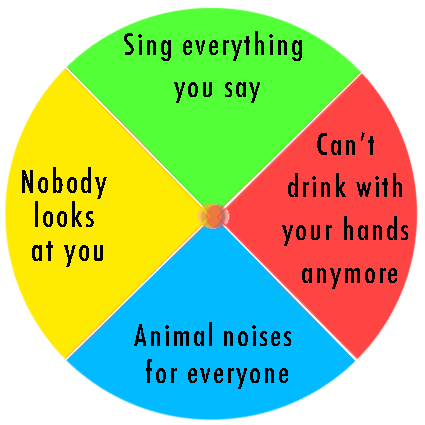 Sing everything
you say
Can't
drink with
your hands
anymore
Nobody
looks
at you
Animal noises
for everyone